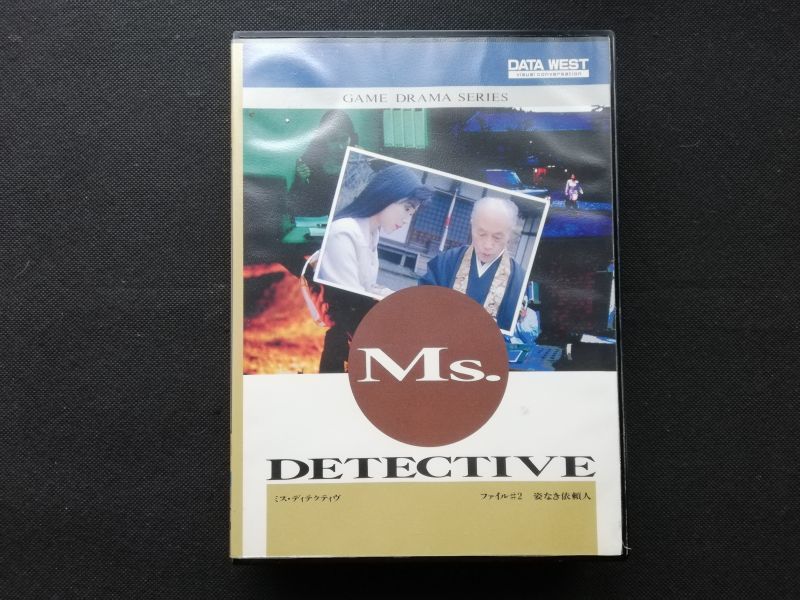 DATA WEST
visual conversation
GAME DRAMA SERIES
Ms.
DETECTIVE
ミス・ディテクティヴ ファイル#2 姿なき依頼人